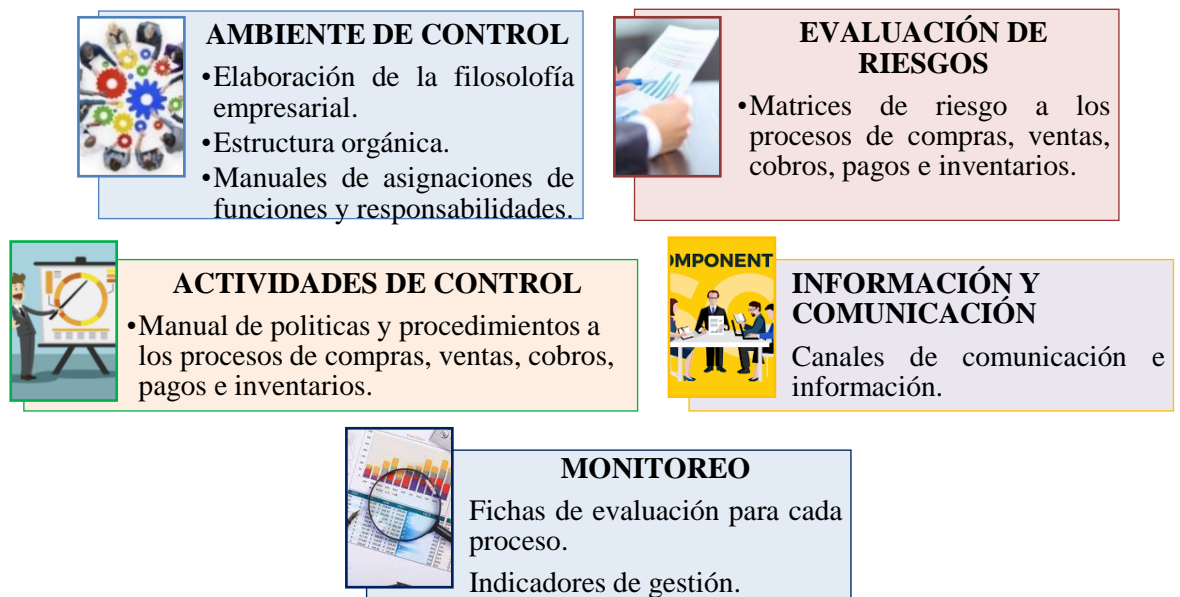 AMBIENTE DE CONTROL
•Elaboración de la filosolofía
empresarial.
•Estructura orgánica.
•Manuales de asignaciones de
funciones y responsabilidades.
EVALUACIÓN DE
RIESGOS
•Matrices de riesgo a los
procesos de compras, ventas,
cobros, pagos e inventarios.
ACTIVIDADES DE CONTROL
•Manual de politicas y procedimientos a
los procesos de compras, ventas, cobros,
pagos e inventarios.
OMPONENT
INFORMACIÓN Y
COMUNICACIÓN
Canales de comunicación e
información.
MONITOREO
Fichas de evaluación para cada
proceso.
Indicadores de gestión.